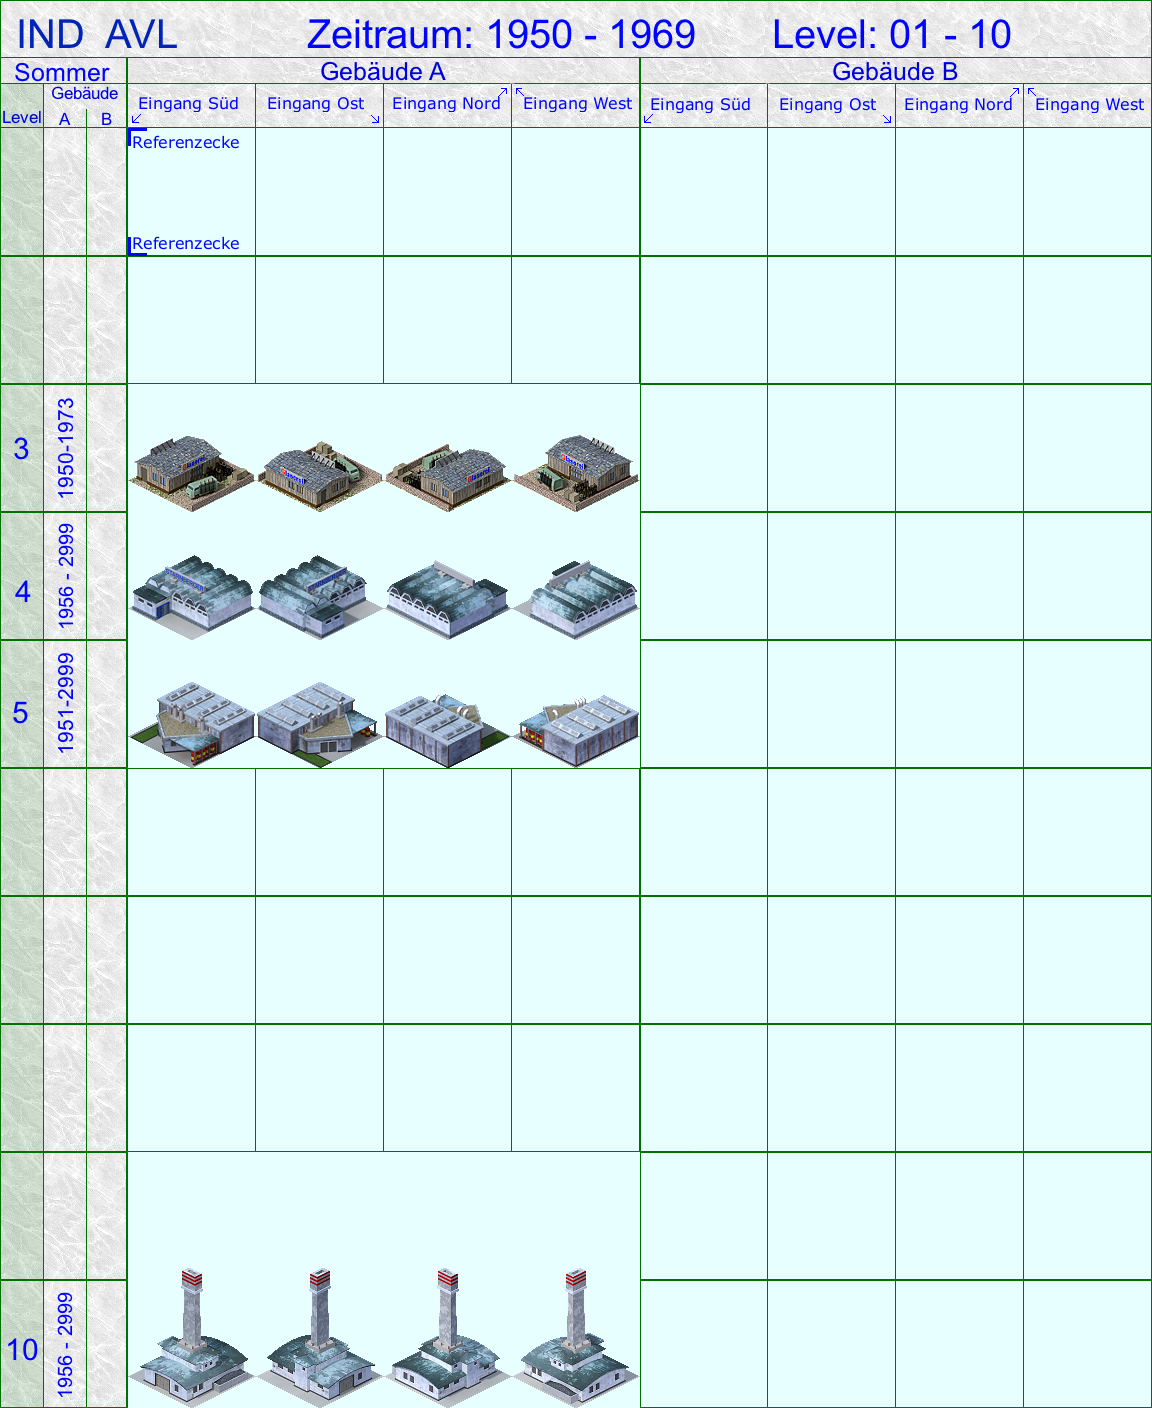 IND AVL Zeitraum: 1950 - 1969 Level: 01 - 10
Sommer Gebäude A Gebäude B
Level Gebäude A B
Eingang Süd Eingang Ost Eingang Nord Eingang West Eingang Süd Eingang Ost Eingang Nord Eingang West
Referenzecke
Referenzecke
3 1950-1973
4 1956 - 2999
5 1951-2999
10 1956 - 2999